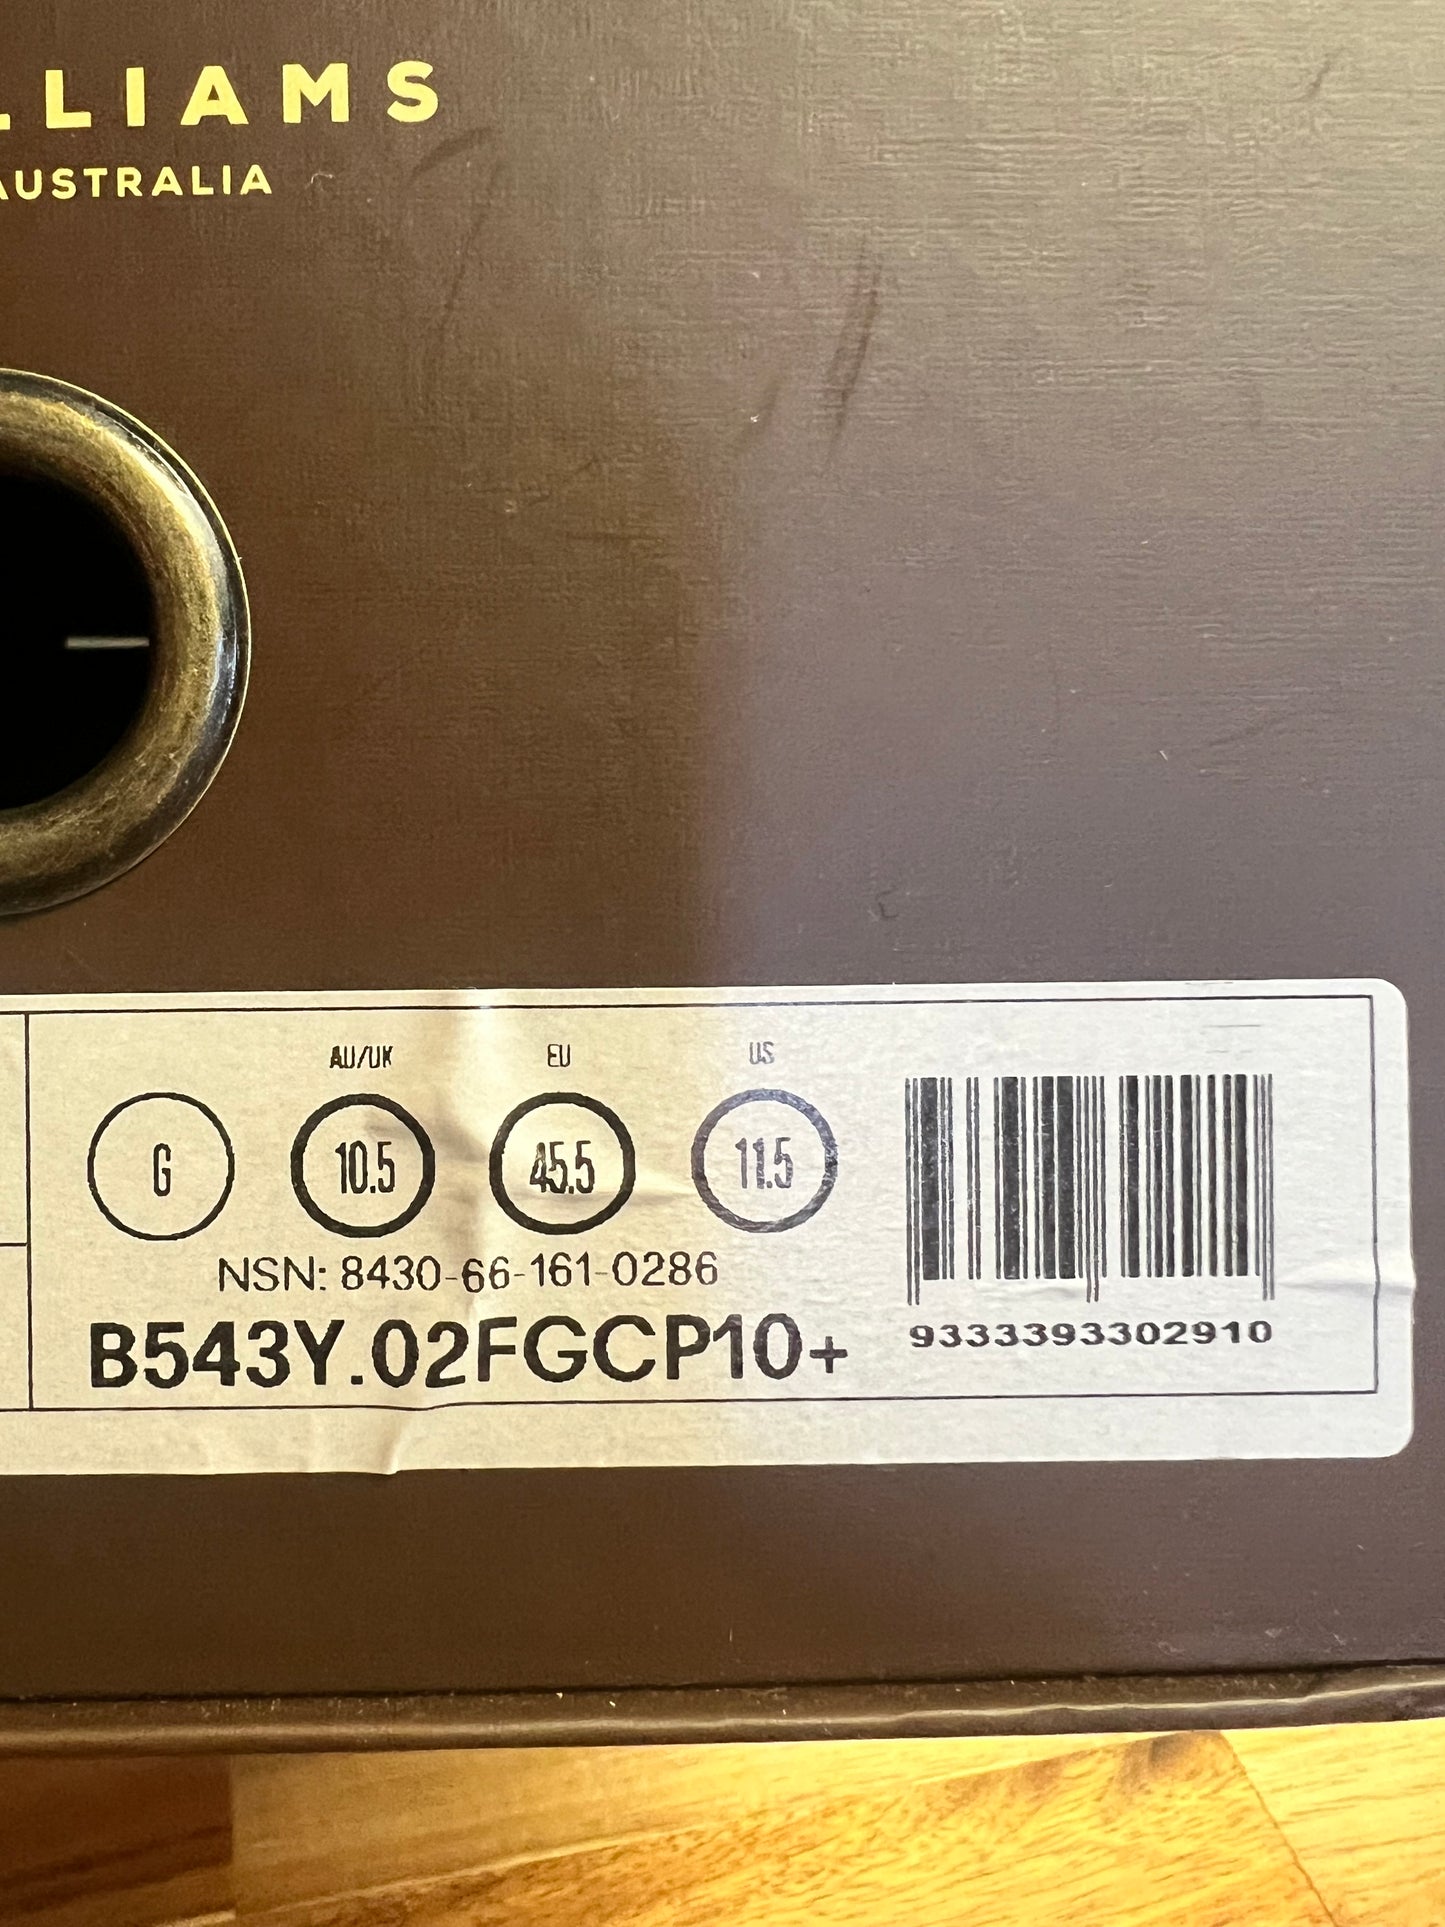 LLIAMS
AUSTRALIA
AU/UK EU US
G 10.5 45.5 11.5
NSN: 8430-66-161-0286
B543Y.02FGCP10+
9333393302910